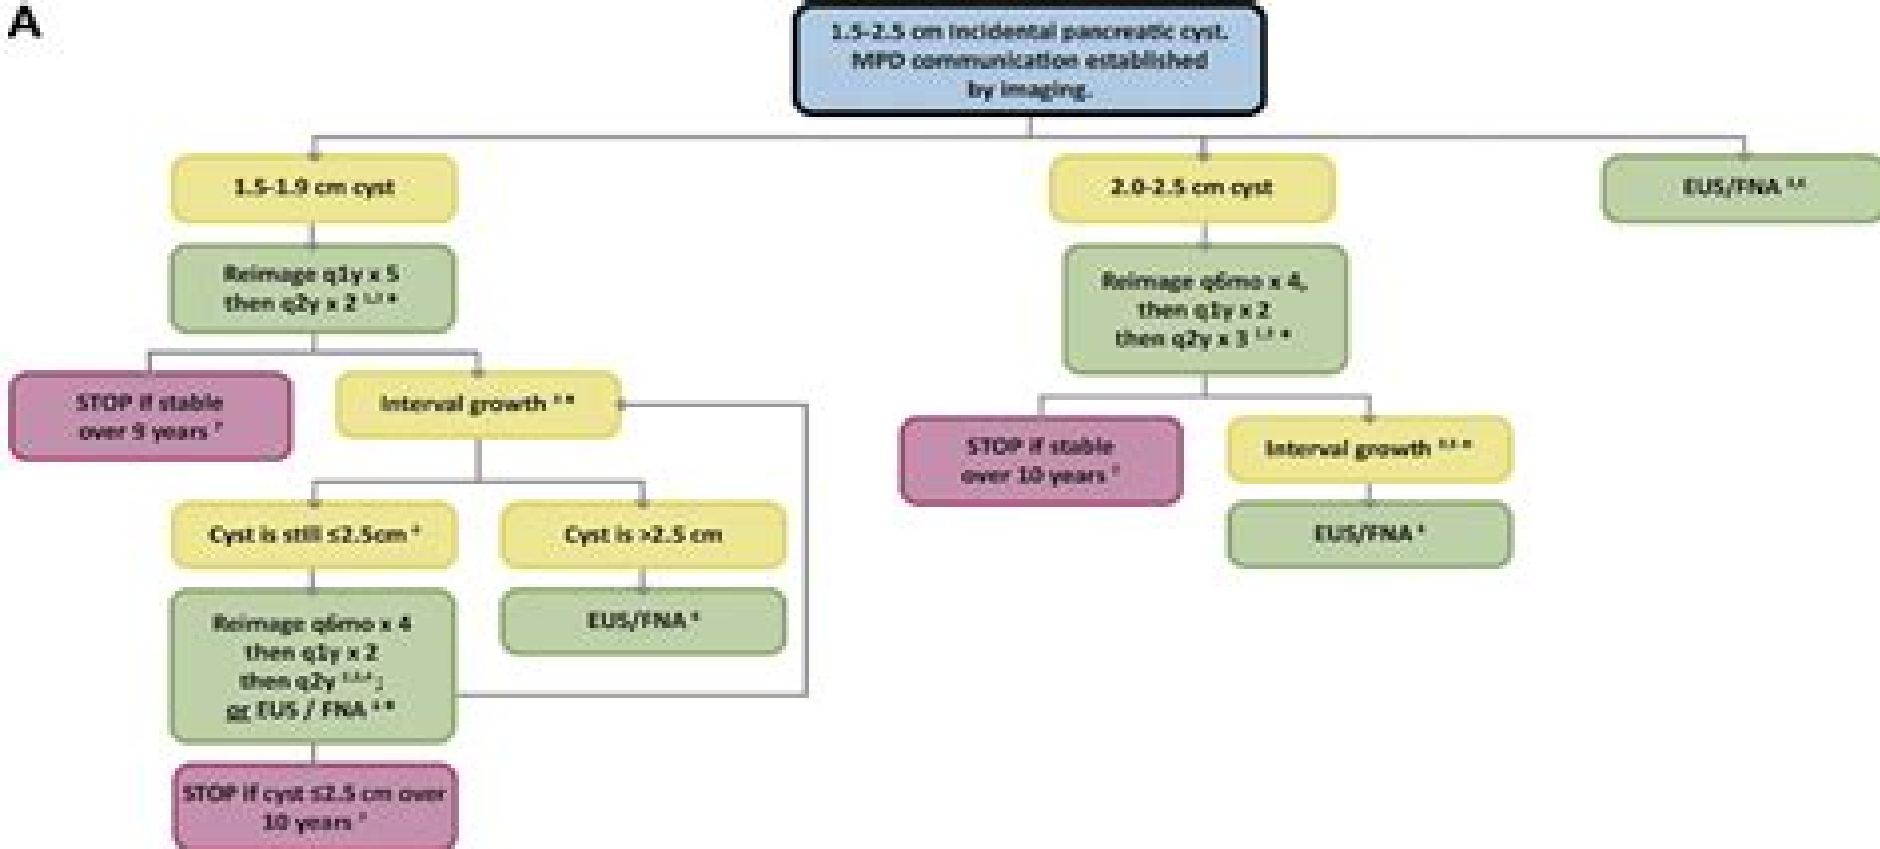 A
1.5-2.5 cm incidental pancreatic cyst.
MPD communication established
by imaging.
1.5-1.9 cm cyst
2.0-2.5 cm cyst
EUS/FNA
Reimage q1y x 5
then q2y x 2
Reimage q6mo x 4,
then q1y x 2
then q2y x 3
STOP if stable
over 9 years
Interval growth
STOP if stable
over 10 years
Interval growth
Cyst is still ≤2.5cm
Cyst is >2.5 cm
EUS/FNA
Reimage q6mo x 4
then q1y x 2
then q2y ;
or EUS / FNA
EUS/FNA
STOP if cyst ≤2.5 cm over
10 years